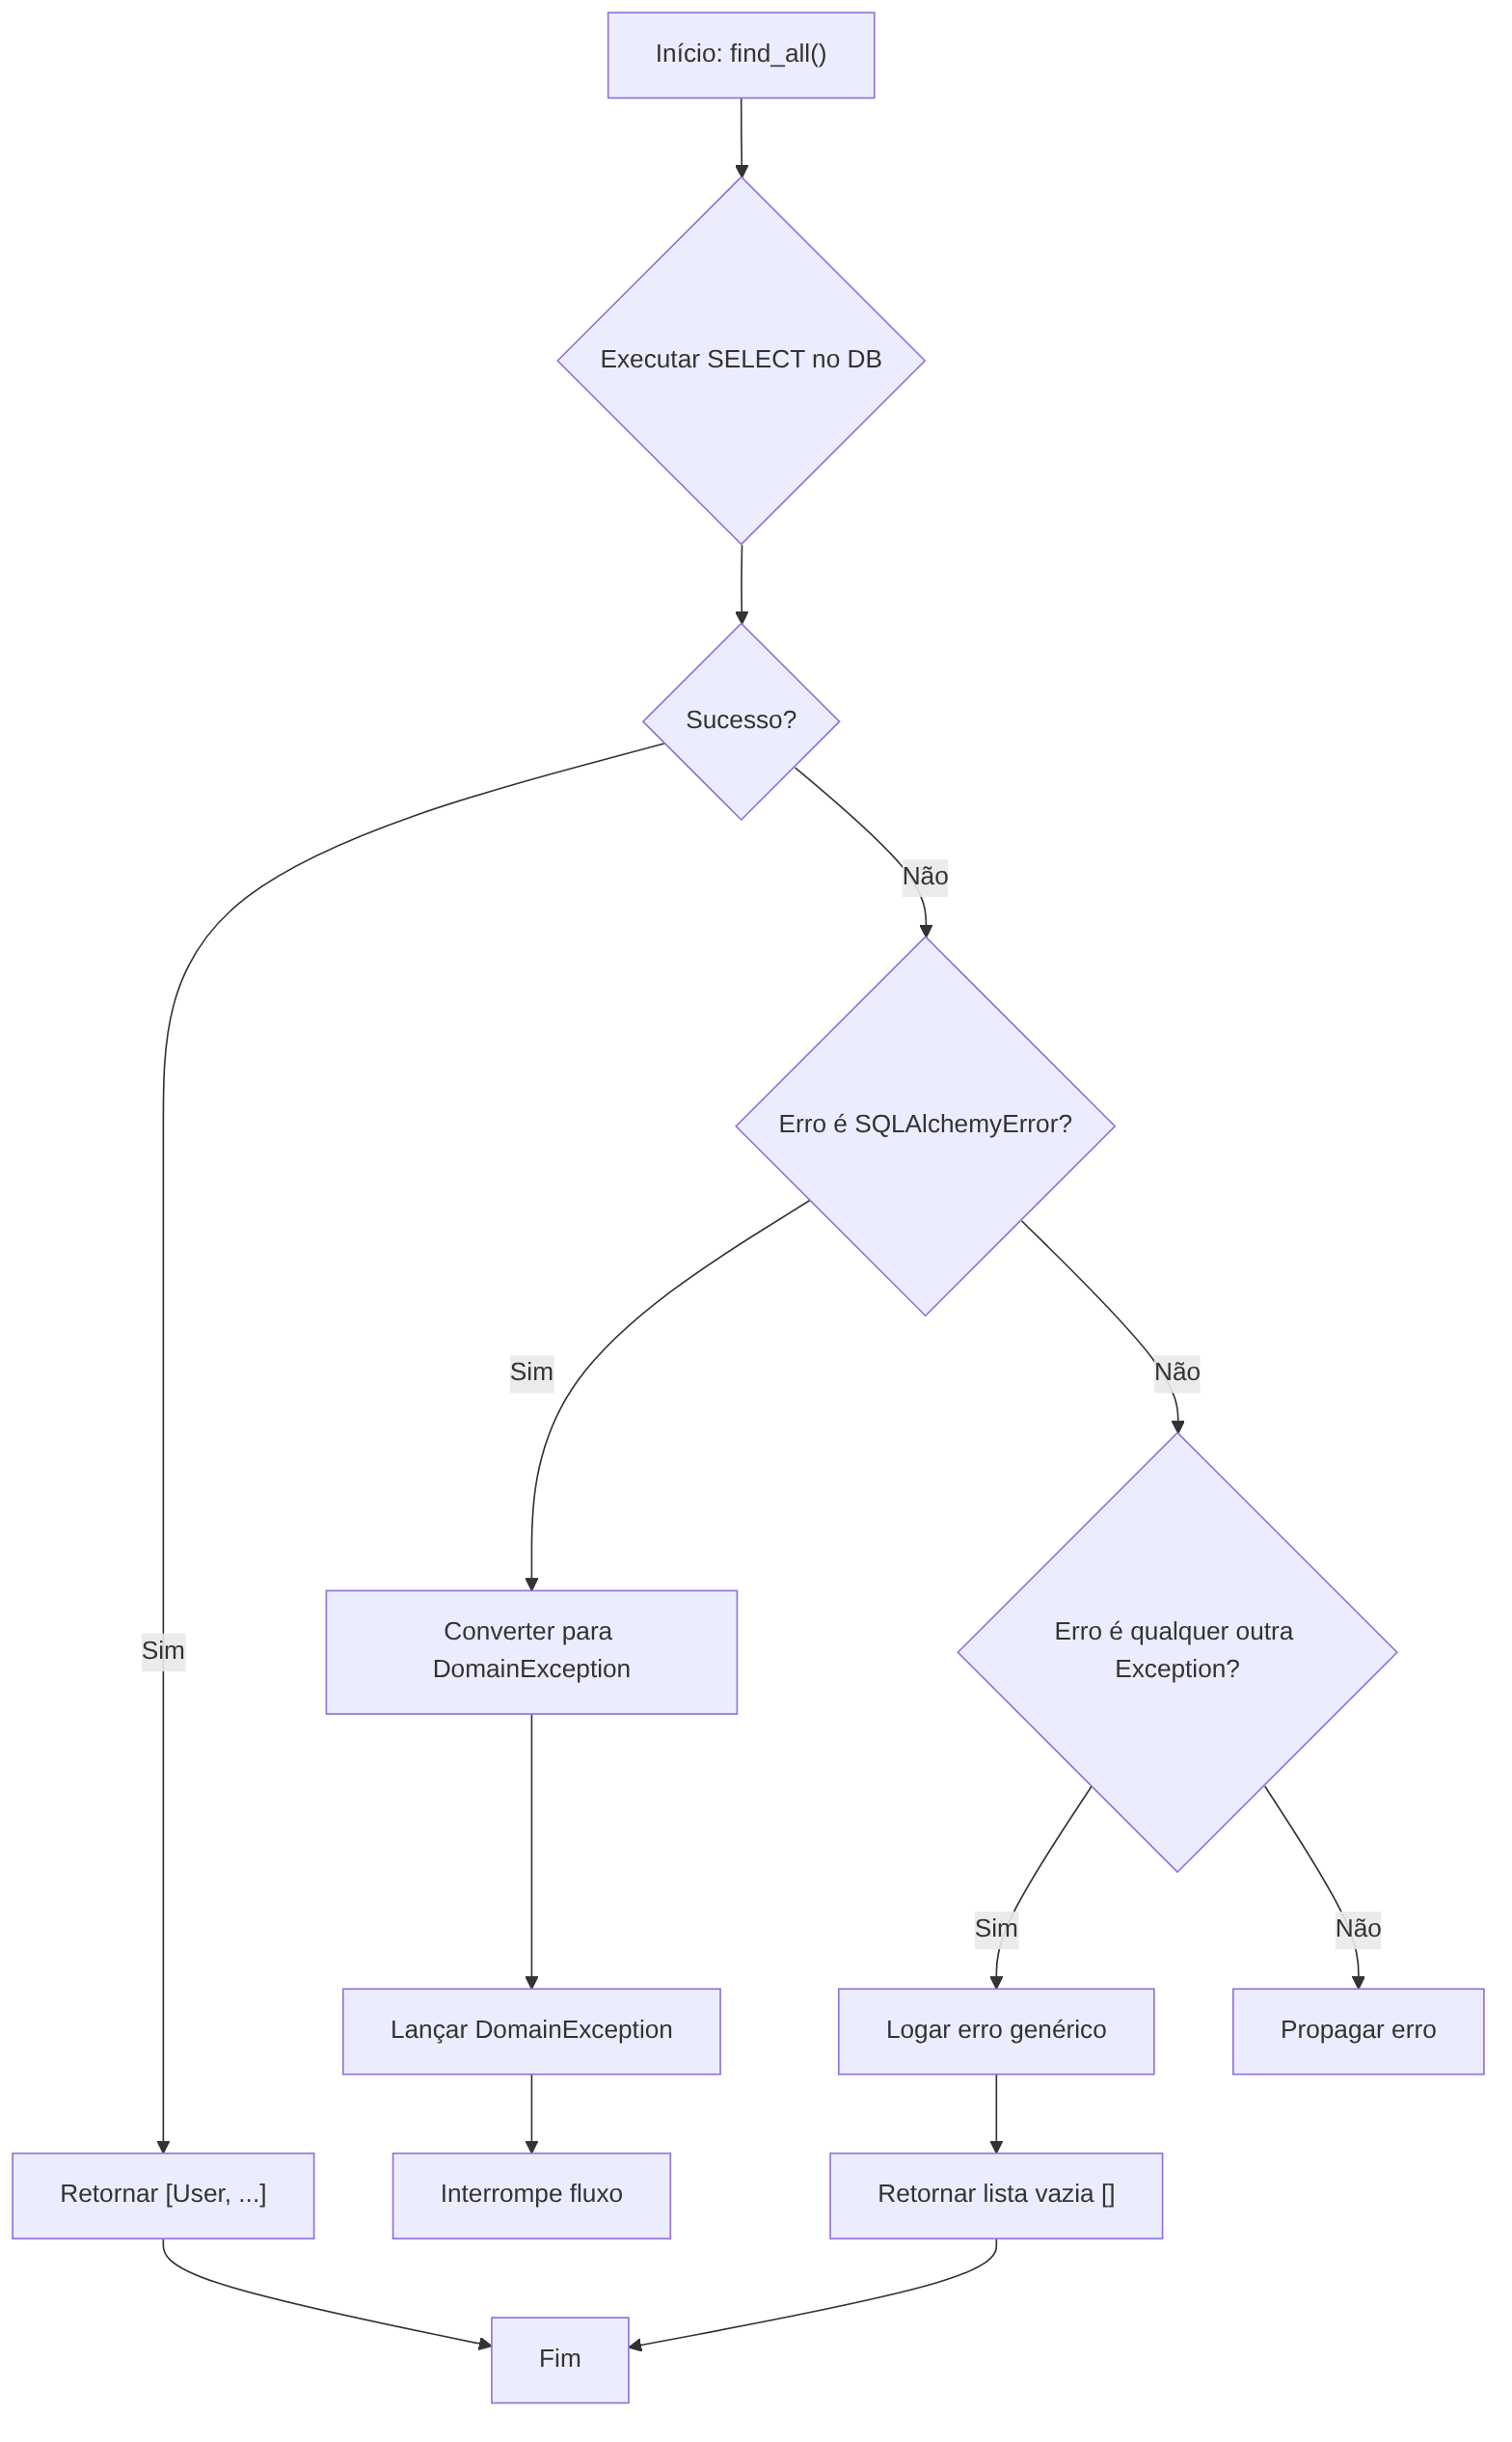 Início: find_all()
Executar SELECT no DB
Sucesso?
Não
Erro é SQLAlchemyError?
Sim
Não
Sim
Converter para
DomainException
Erro é qualquer outra
Exception?
Sim
Não
Lançar DomainException
Logar erro genérico
Propagar erro
Retornar [User, ...]
Interrompe fluxo
Retornar lista vazia []
Fim